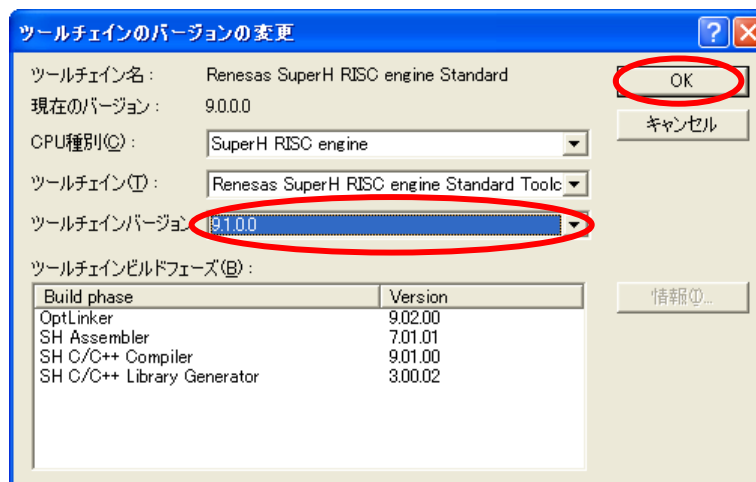 ツールチェインのバージョンの変更
ツールチェイン名： Renesas SuperH RISC engine Standard
OK
現在のバージョン： 9.0.0.0
キャンセル
CPU種別(C)： SuperH RISC engine
ツールチェイン(T)： Renesas SuperH RISC engine Standard Toolc
ツールチェインバージョン 9.1.0.0
ツールチェインビルドフェーズ(B)：
情報(I)...
Build phase Version
OptLinker 9.02.00
SH Assembler 7.01.01
SH C/C++ Compiler 9.01.00
SH C/C++ Library Generator 3.00.02